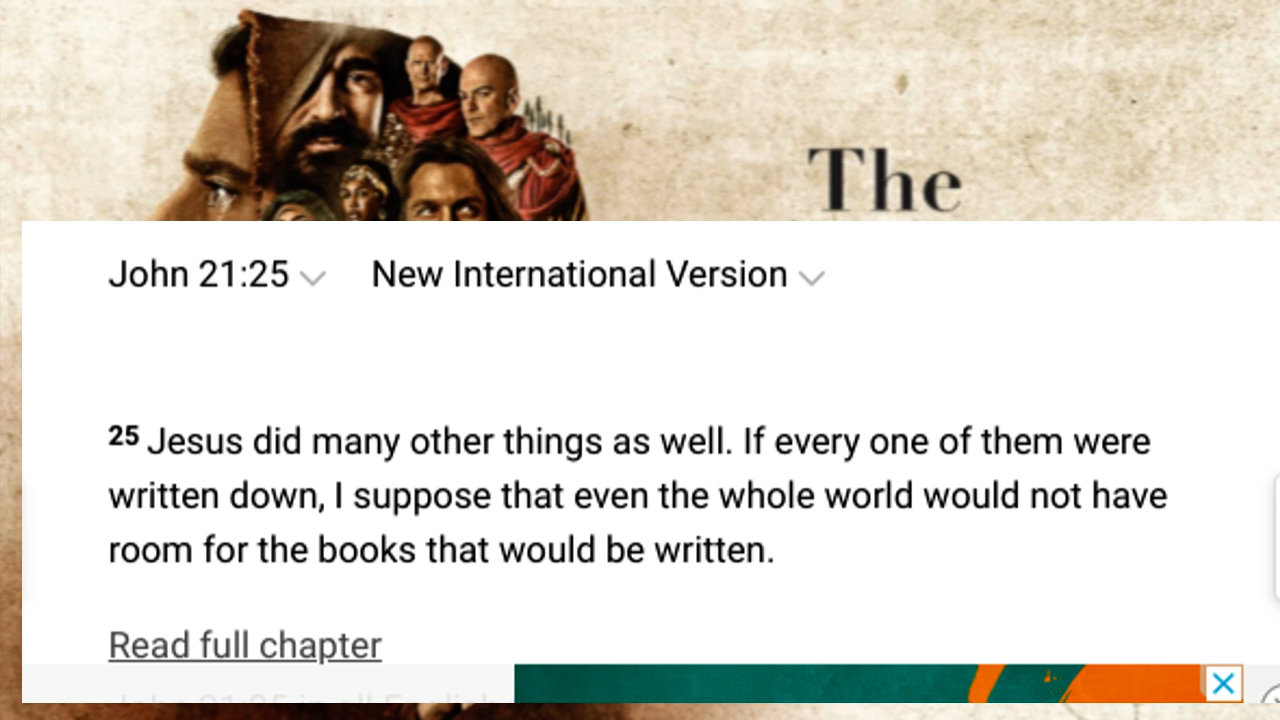 The
John 21:25 New International Version
25 Jesus did many other things as well. If every one of them were
written down, I suppose that even the whole world would not have
room for the books that would be written.
Read full chapter